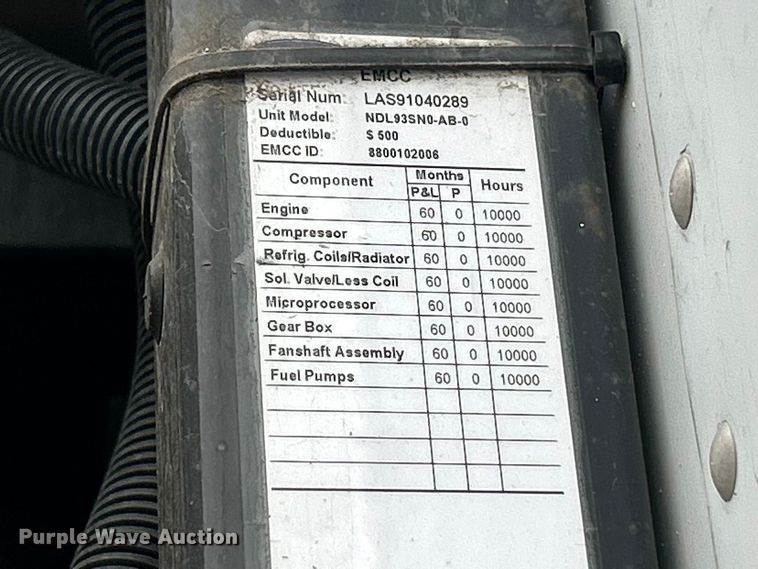 EMCC
Serial Num: LAS91040289
Unit Model: NDL93SN0-AB-0
Deductible: $ 500
EMCC ID: 8800102006
Component Months Hours
P&L P
Engine 60 0 10000
Compressor 60 0 10000
Refrig. Coils/Radiator 60 0 10000
Sol. Valve/Less Coil 60 0 10000
Microprocessor 60 0 10000
Gear Box 60 0 10000
Fanshaft Assembly 60 0 10000
Fuel Pumps 60 0 10000
Purple Wave Auction